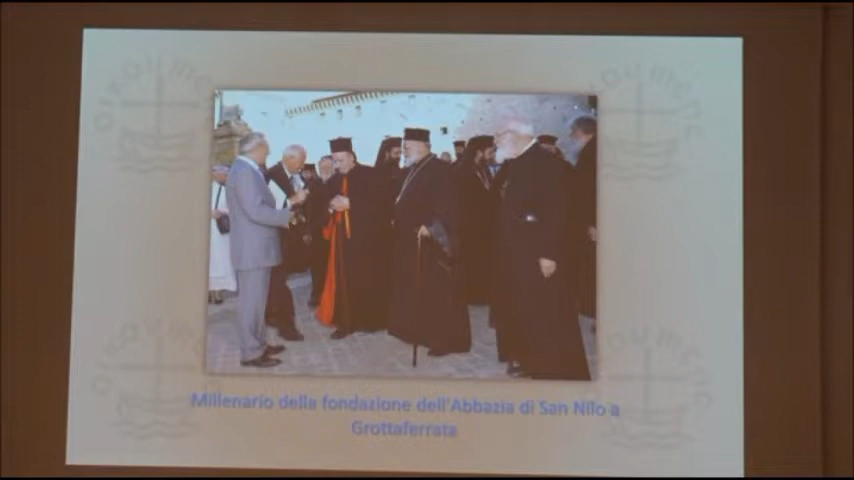 Millenario della fondazione dell'Abbazia di San Nilo a
Grottaferrata